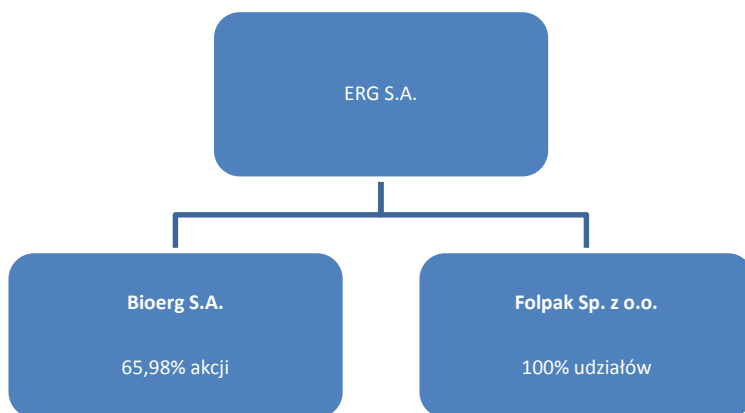 ERG S.A.
Bioerg S.A.
65,98% akcji
Folpak Sp. z o.o.
100% udziałów